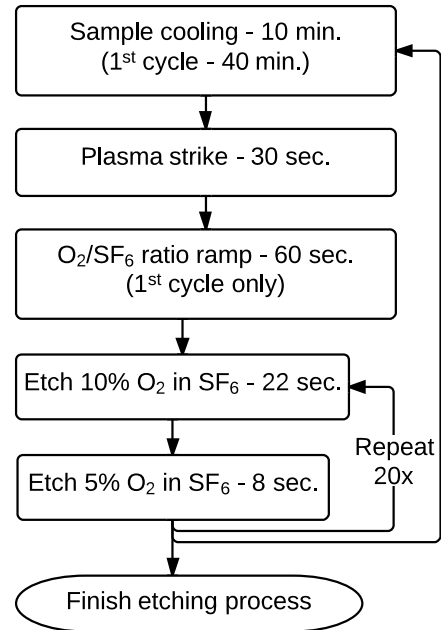 Sample cooling - 10 min.
(1st cycle - 40 min.)
Plasma strike - 30 sec.
O2/SF6 ratio ramp - 60 sec.
(1st cycle only)
Etch 10% O2 in SF6 - 22 sec.
Repeat
20x
Etch 5% O2 in SF6 - 8 sec.
Finish etching process